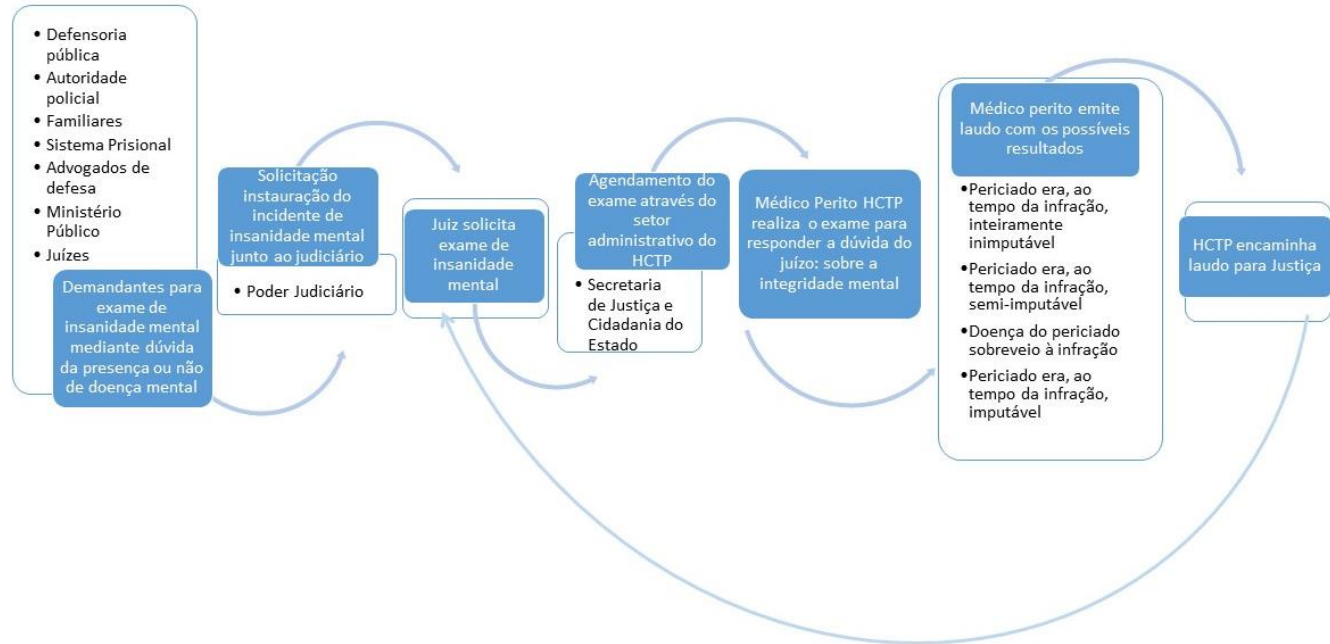 • Defensoria
pública
• Autoridade
policial
• Familiares
• Sistema Prisional
• Advogados de
defesa
• Ministério
Público
• Juízes
Demandantes para
exame de
insanidade mental
mediante dúvida
da presença ou não
de doença mental
Solicitação
instauração do
incidente de
insanidade mental
junto ao judiciário
• Poder Judiciário
Juiz solicita
exame de
insanidade
mental
Agendamento do
exame através do
setor
administrativo do
HCTP
• Secretaria
de Justiça e
Cidadania do
Estado
Médico Perito HCTP
realiza o exame para
responder a dúvida do
juízo: sobre a
integridade mental
Médico perito emite
laudo com os possíveis
resultados
•Periciado era, ao
tempo da infração,
inteiramente
inimputável
•Periciado era, ao
tempo da infração,
semi-imputável
•Doença do periciado
sobreveio à infração
•Periciado era, ao
tempo da infração,
imputável
HCTP encaminha
laudo para Justiça